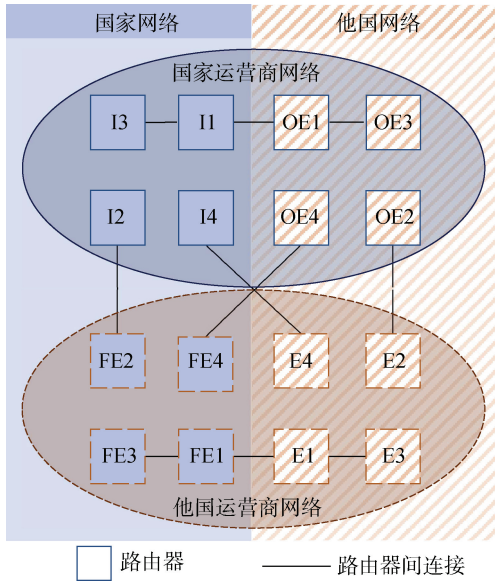 国家网络 他国网络
国家运营商网络
I3 I1 OE1 OE3
I2 I4 OE4 OE2
FE2 FE4 E4 E2
FE3 FE1 E1 E3
他国运营商网络
路由器 路由器间连接